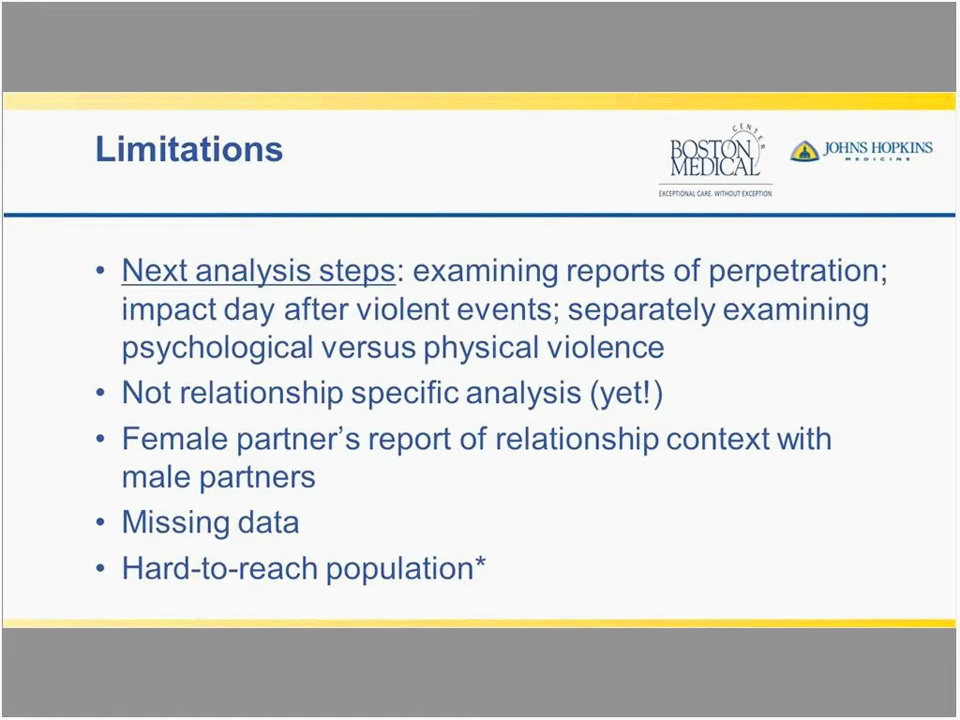 Limitations
BOSTON
MEDICAL
CENTER
EXCEPTIONAL CARE. WITHOUT EXCEPTION.
JOHNS HOPKINS
MEDICINE
• Next analysis steps: examining reports of perpetration;
impact day after violent events; separately examining
psychological versus physical violence
• Not relationship specific analysis (yet!)
• Female partner’s report of relationship context with
male partners
• Missing data
• Hard-to-reach population*